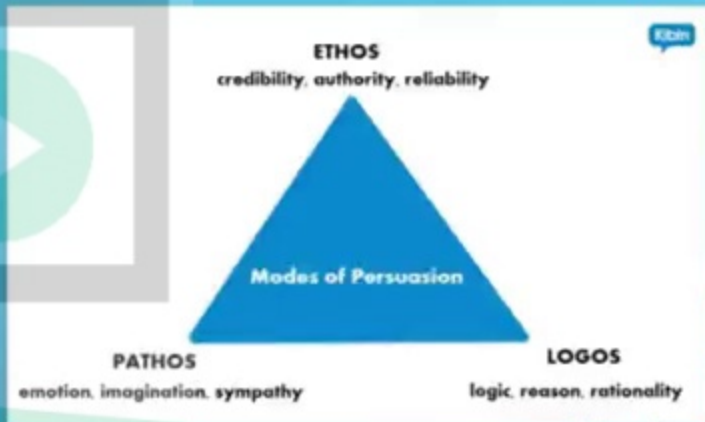 Kibin
ETHOS
credibility, authority, reliability
Modes of Persuasion
PATHOS
emotion, imagination, sympathy
LOGOS
logic, reason, rationality